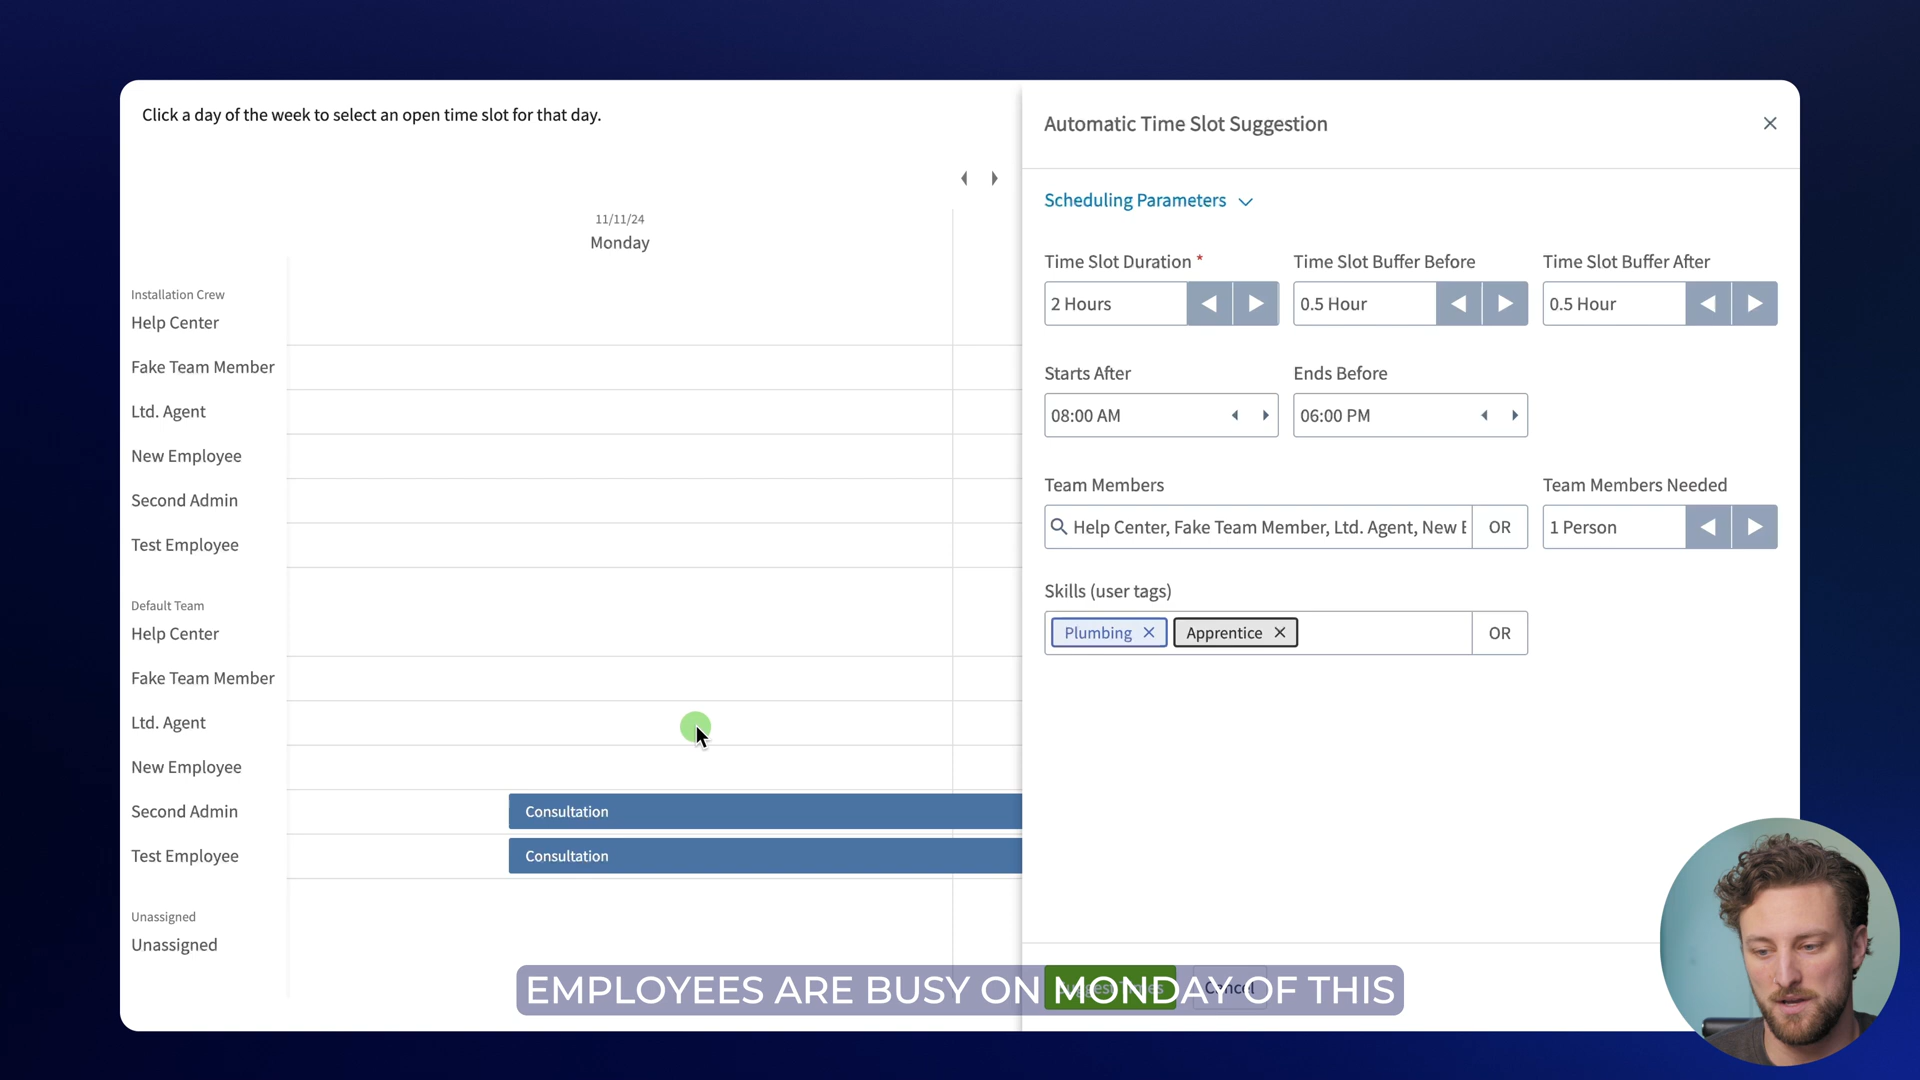 Click a day of the week to select an open time slot for that day.
11/11/24
Monday
Installation Crew
Help Center
Fake Team Member
Ltd. Agent
New Employee
Second Admin
Test Employee
Default Team
Help Center
Fake Team Member
Ltd. Agent
New Employee
Second Admin
Consultation
Test Employee
Consultation
Unassigned
Unassigned
Automatic Time Slot Suggestion
Scheduling Parameters
Time Slot Duration * Time Slot Buffer Before Time Slot Buffer After
2 Hours 0.5 Hour 0.5 Hour
Starts After Ends Before
08:00 AM 06:00 PM
Team Members Team Members Needed
Help Center, Fake Team Member, Ltd. Agent, New E OR 1 Person
Skills (user tags)
Plumbing Apprentice OR
Cancel
EMPLOYEES ARE BUSY ON MONDAY OF THIS